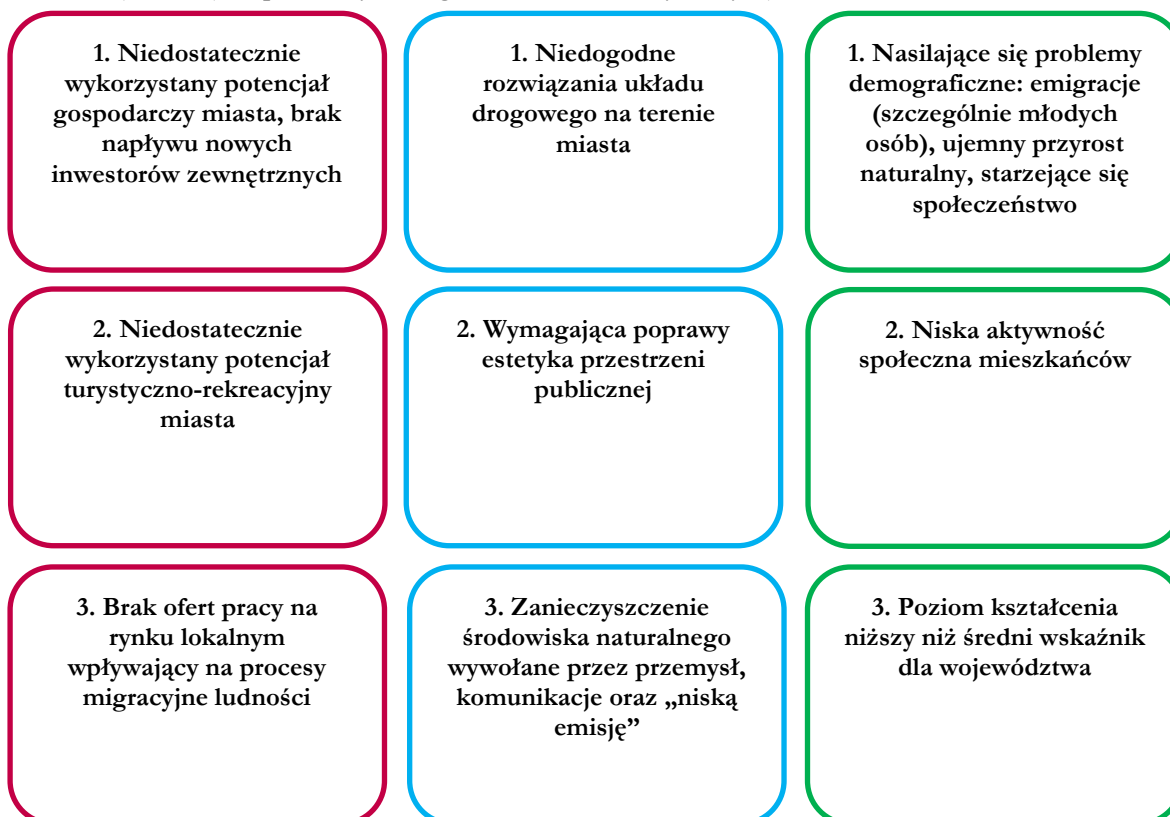 1. Niedostatecznie
wykorzystany potencjał
gospodarczy miasta, brak
napływu nowych
inwestorów zewnętrznych
1. Niedogodne
rozwiązania układu
drogowego na terenie
miasta
1. Nasilające się problemy
demograficzne: emigracje
(szczególnie młodych
osób), ujemny przyrost
naturalny, starzejące się
społeczeństwo
2. Niedostatecznie
wykorzystany potencjał
turystyczno-rekreacyjny
miasta
2. Wymagająca poprawy
estetyka przestrzeni
publicznej
2. Niska aktywność
społeczna mieszkańców
3. Brak ofert pracy na
rynku lokalnym
wpływający na procesy
migracyjne ludności
3. Zanieczyszczenie
środowiska naturalnego
wywołane przez przemysł,
komunikacje oraz „niską
emisję”
3. Poziom kształcenia
niższy niż średni wskaźnik
dla województwa